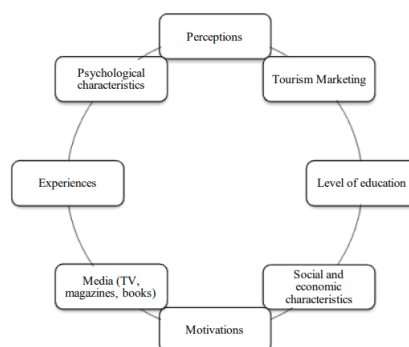 Perceptions
Psychological
characteristics
Tourism Marketing
Experiences
Level of education
Media (TV,
magazines, books)
Social and
economic
characteristics
Motivations